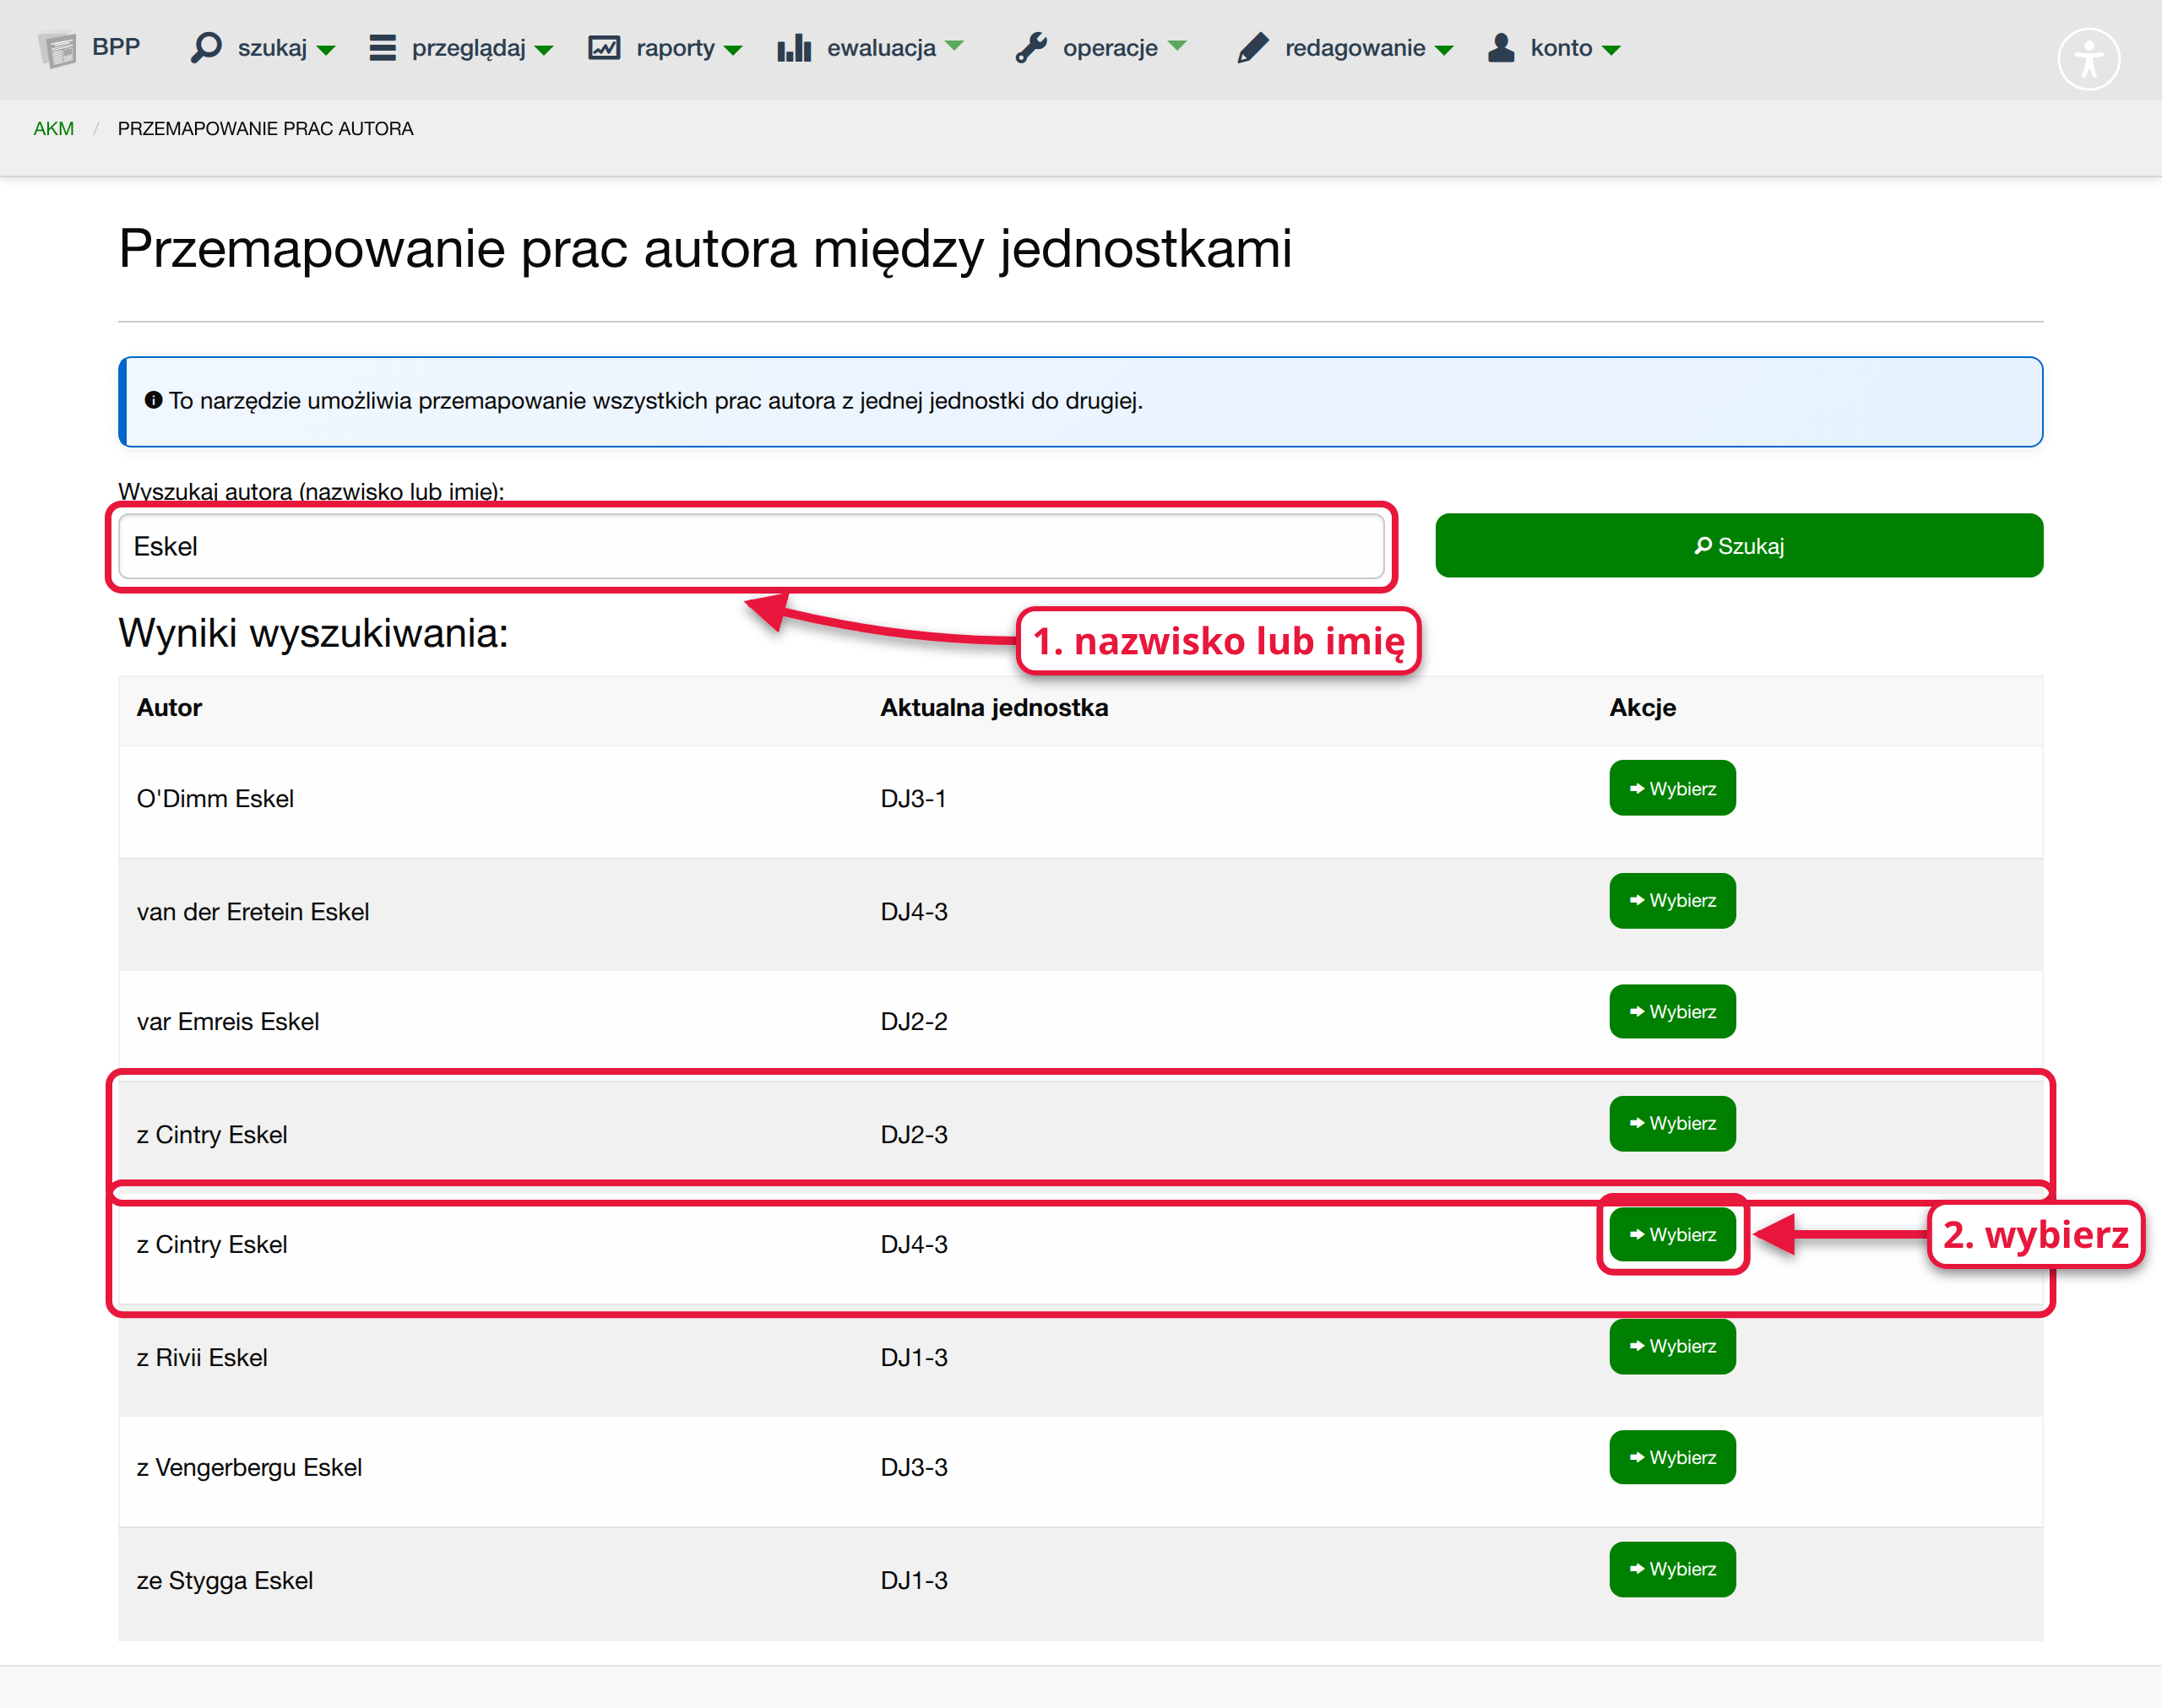 BPP szukaj przeglądaj raporty ewaluacja operacje redagowanie konto
AKM / PRZEMAPOWANIE PRAC AUTORA
Przemapowanie prac autora między jednostkami
To narzędzie umożliwia przemapowanie wszystkich prac autora z jednej jednostki do drugiej.
Wyszukaj autora (nazwisko lub imię):
Eskel
Szukaj
1. nazwisko lub imię
Wyniki wyszukiwania:
Autor Aktualna jednostka Akcje
O'Dimm Eskel DJ3-1 Wybierz
van der Eretein Eskel DJ4-3 Wybierz
var Emreis Eskel DJ2-2 Wybierz
z Cintry Eskel DJ2-3 Wybierz
z Cintry Eskel DJ4-3 Wybierz 2. wybierz
z Rivii Eskel DJ1-3 Wybierz
z Vengerbergu Eskel DJ3-3 Wybierz
ze Stygga Eskel DJ1-3 Wybierz